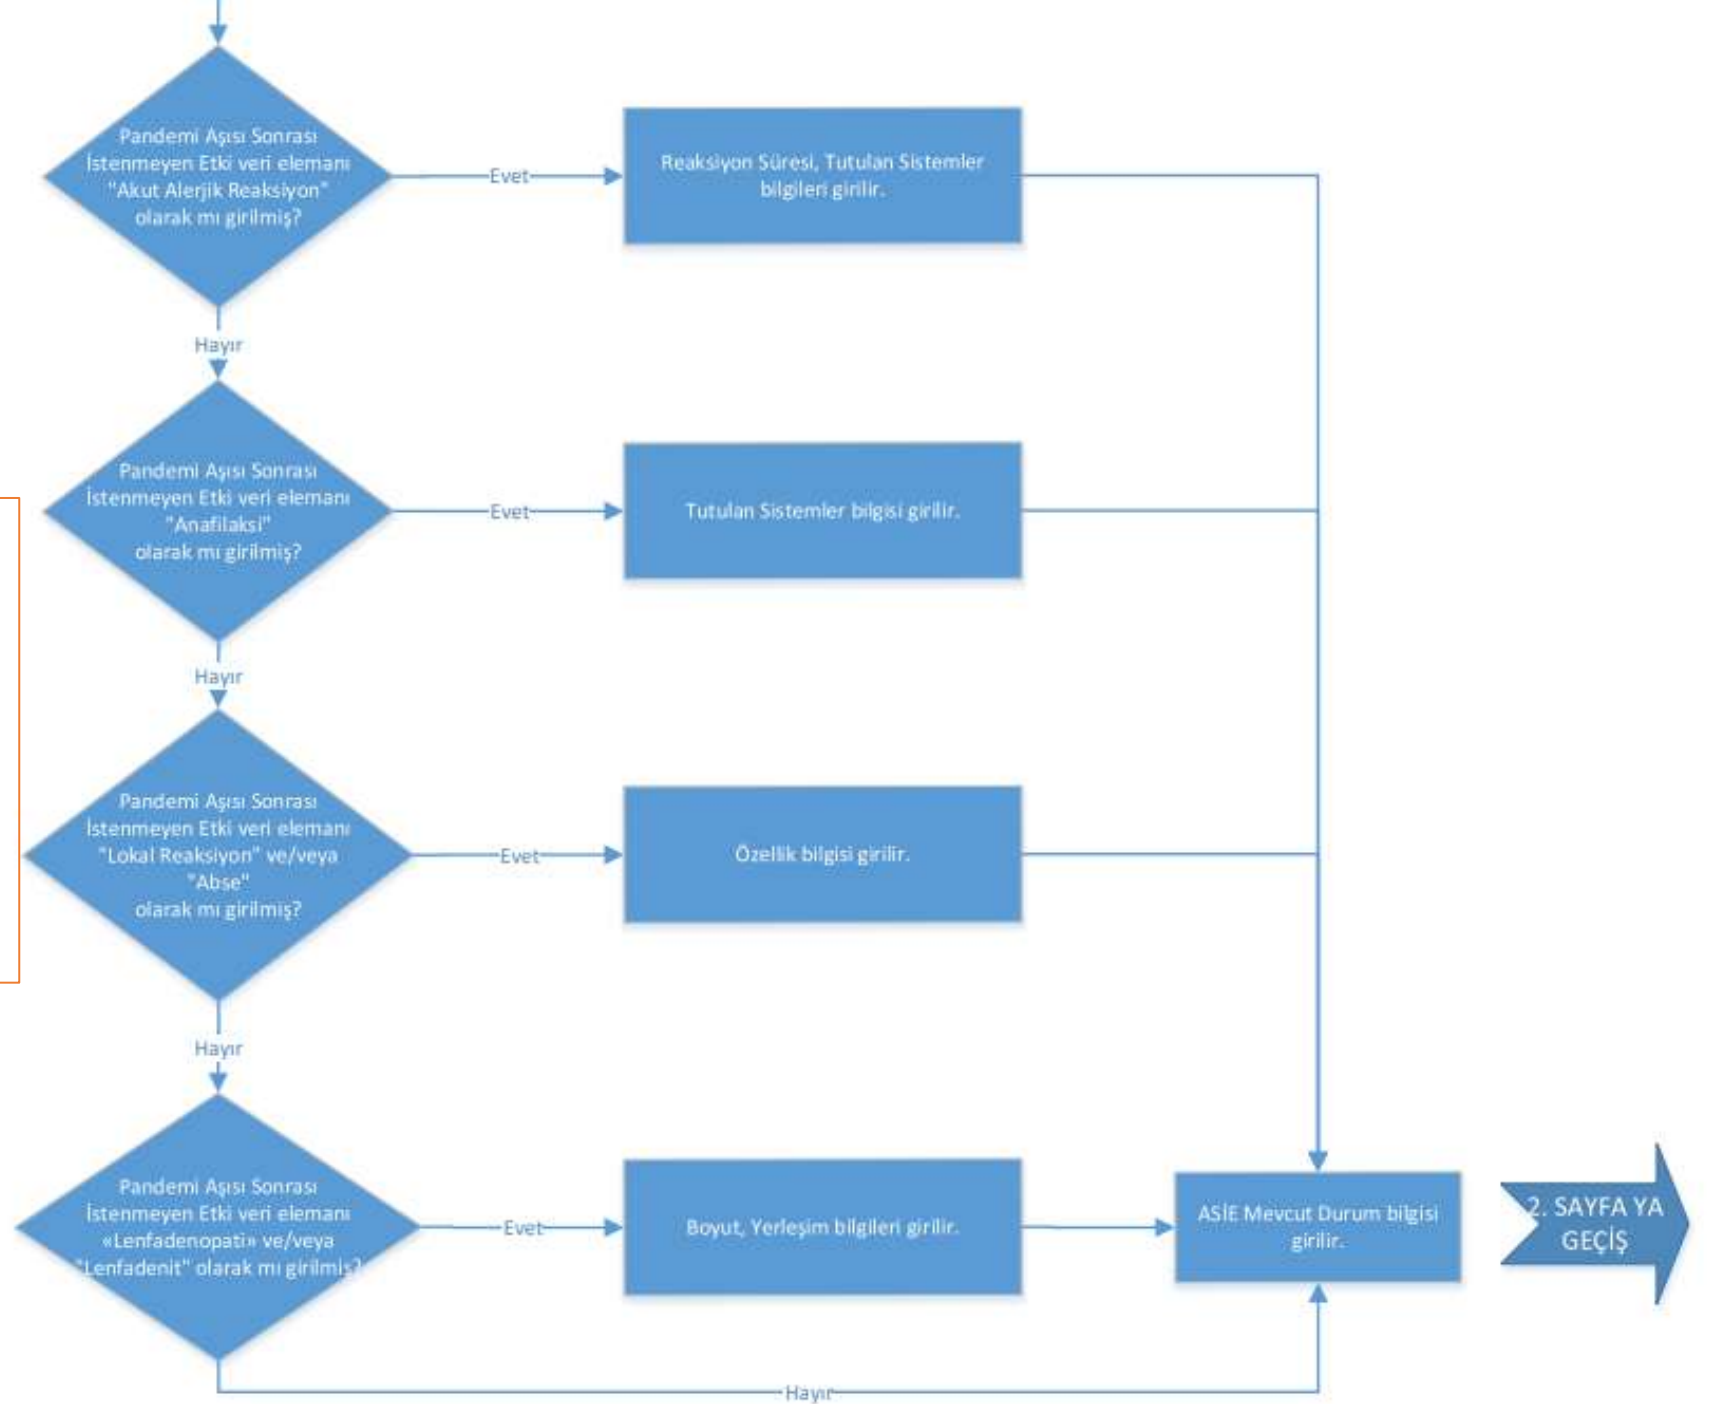 Pandemi Aşısı Sonrası
İstenmeyen Etki veri elemanı
"Akut Alerjik Reaksiyon"
olarak mı girilmiş?
Evet
Reaksiyon Süresi, Tutulan Sistemler
bilgileri girilir.
Hayır
Pandemi Aşısı Sonrası
İstenmeyen Etki veri elemanı
"Anafilaksi"
olarak mı girilmiş?
Evet
Tutulan Sistemler bilgisi girilir.
Hayır
Pandemi Aşısı Sonrası
İstenmeyen Etki veri elemanı
"Lokal Reaksiyon" ve/veya
"Abse"
olarak mı girilmiş?
Evet
Özellik bilgisi girilir.
Hayır
Pandemi Aşısı Sonrası
İstenmeyen Etki veri elemanı
«Lenfadenopati» ve/veya
"Lenfadenit" olarak mı girilmiş?
Evet
Boyut, Yerleşim bilgileri girilir.
ASİE Mevcut Durum bilgisi
girilir.
2. SAYFA YA
GEÇİŞ
Hayır